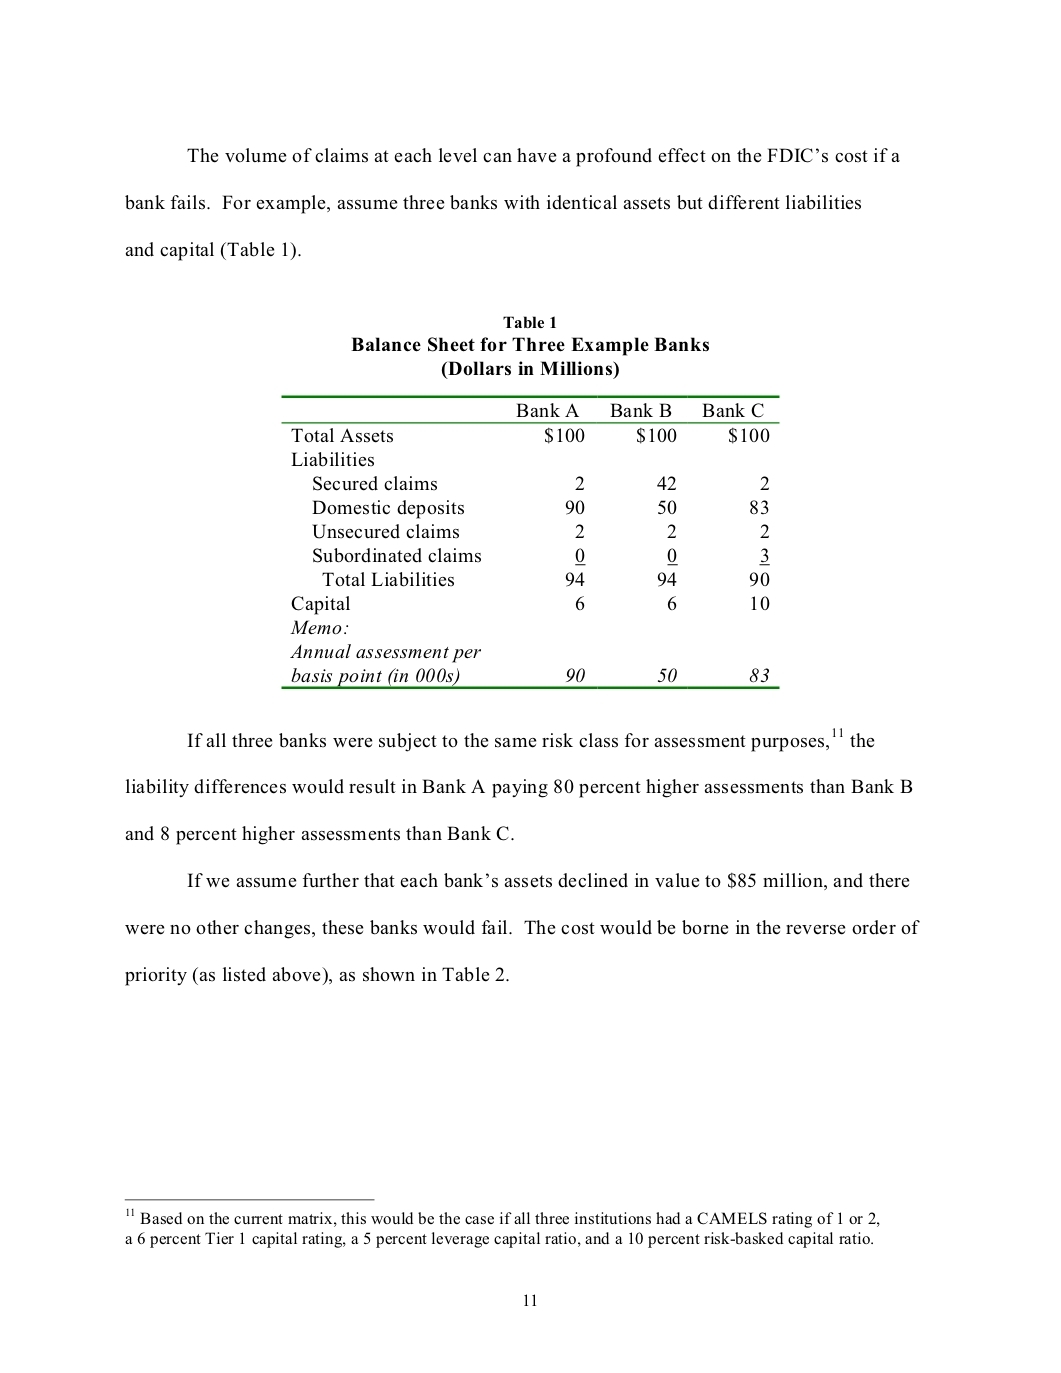 The volume of claims at each level can have a profound effect on the FDIC’s cost if a
bank fails. For example, assume three banks with identical assets but different liabilities
and capital (Table 1).
Table 1
Balance Sheet for Three Example Banks
(Dollars in Millions)
Bank A Bank B Bank C
Total Assets $100 $100 $100
Liabilities
Secured claims 2 42 2
Domestic deposits 90 50 83
Unsecured claims 2 2 2
Subordinated claims 0 0 3
Total Liabilities 94 94 90
Capital 6 6 10
Memo:
Annual assessment per
basis point (in 000s) 90 50 83
If all three banks were subject to the same risk class for assessment purposes,11 the
liability differences would result in Bank A paying 80 percent higher assessments than Bank B
and 8 percent higher assessments than Bank C.
If we assume further that each bank’s assets declined in value to $85 million, and there
were no other changes, these banks would fail. The cost would be borne in the reverse order of
priority (as listed above), as shown in Table 2.
11 Based on the current matrix, this would be the case if all three institutions had a CAMELS rating of 1 or 2,
a 6 percent Tier 1 capital rating, a 5 percent leverage capital ratio, and a 10 percent risk-basked capital ratio.
11